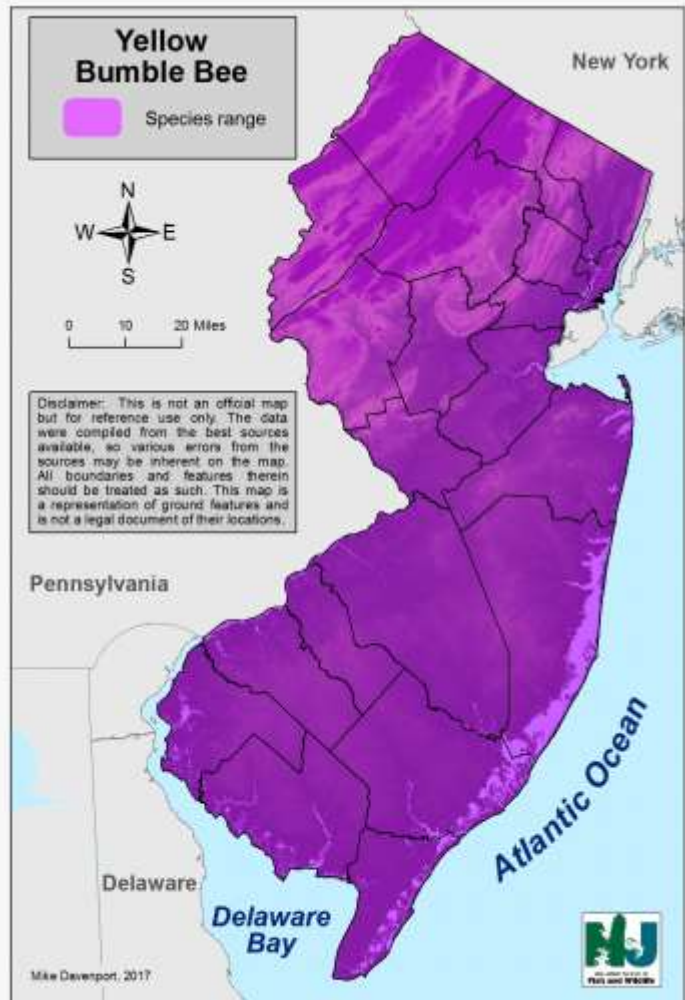 Yellow
Bumble Bee
Species range
New York
N
W E
S
0 10 20 Miles
Disclaimer: This is not an official map
but for reference use only. The data
were compiled from the best sources
available, so various errors from the
sources may be inherent on the map.
All boundaries and features therein
should be treated as such. This map is
a representation of ground features and
is not a legal document of their locations.
Pennsylvania
Atlantic Ocean
Delaware
Delaware
Bay
Mike Davenport, 2017
NJ
Fish and Wildlife